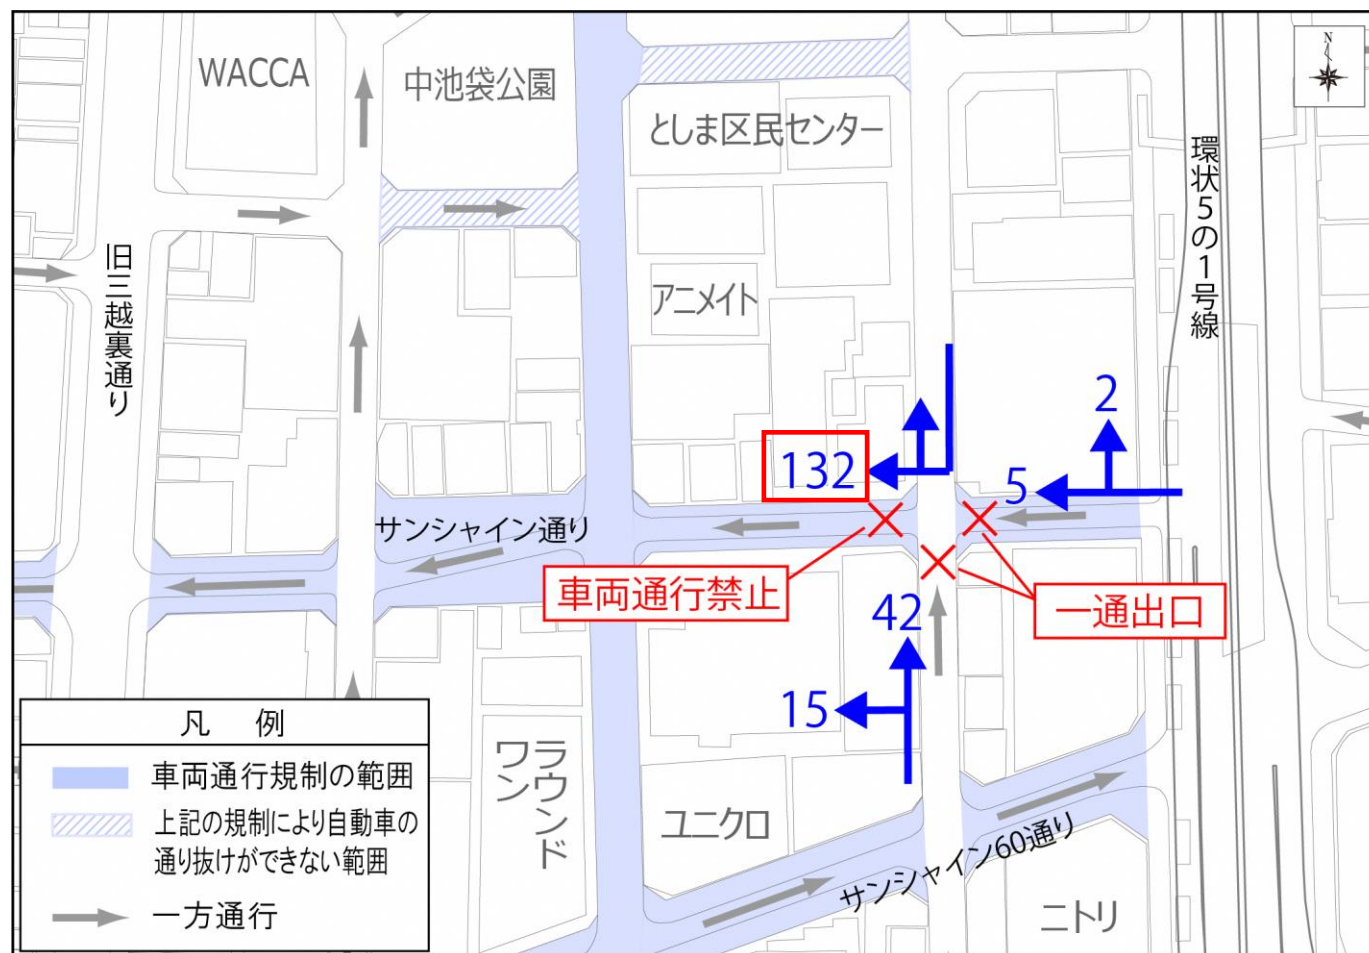 WACCA
中池袋公園
としま区民センター
N
環状5の1号線
旧三越裏通り
アニメイト
2
132
5
サンシャイン通り
車両通行禁止
一通出口
42
15
ラウンド
ワン
ユニクロ
サンシャイン60通り
ニトリ
凡 例
車両通行規制の範囲
上記の規制により自動車の
通り抜けができない範囲
一方通行